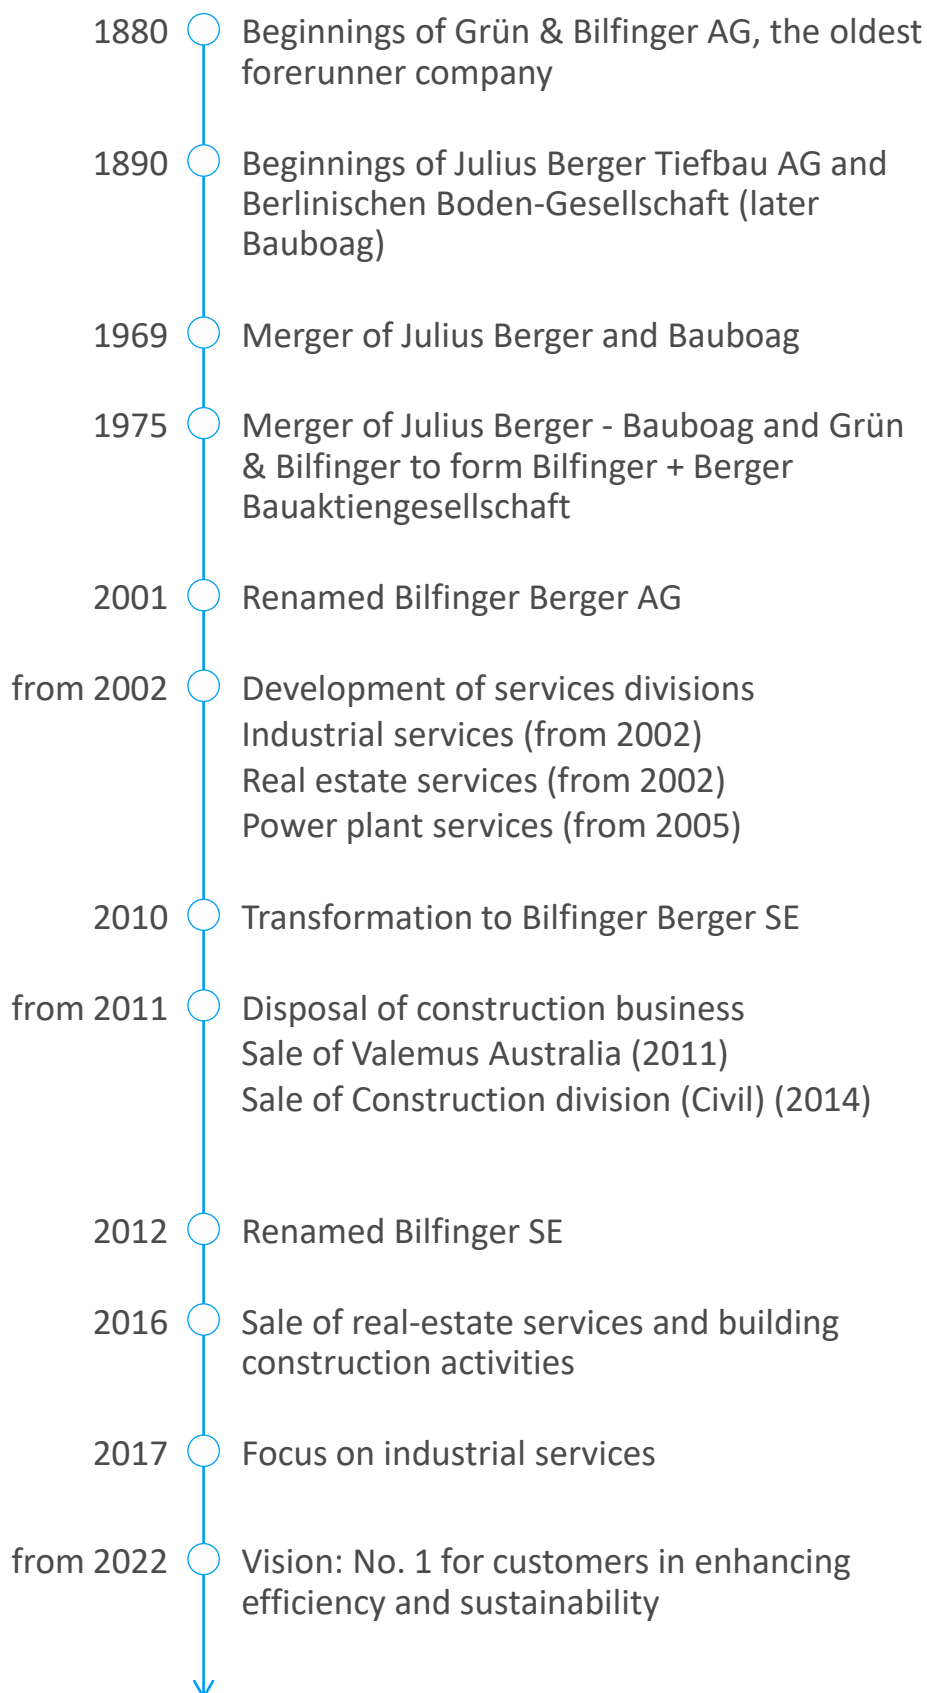 1880 Beginnings of Grün & Bilfinger AG, the oldest
forerunner company
1890 Beginnings of Julius Berger Tiefbau AG and
Berlinischen Boden-Gesellschaft (later
Bauboag)
1969 Merger of Julius Berger and Bauboag
1975 Merger of Julius Berger - Bauboag and Grün
& Bilfinger to form Bilfinger + Berger
Bauaktiengesellschaft
2001 Renamed Bilfinger Berger AG
from 2002 Development of services divisions
Industrial services (from 2002)
Real estate services (from 2002)
Power plant services (from 2005)
2010 Transformation to Bilfinger Berger SE
from 2011 Disposal of construction business
Sale of Valemus Australia (2011)
Sale of Construction division (Civil) (2014)
2012 Renamed Bilfinger SE
2016 Sale of real-estate services and building
construction activities
2017 Focus on industrial services
from 2022 Vision: No. 1 for customers in enhancing
efficiency and sustainability